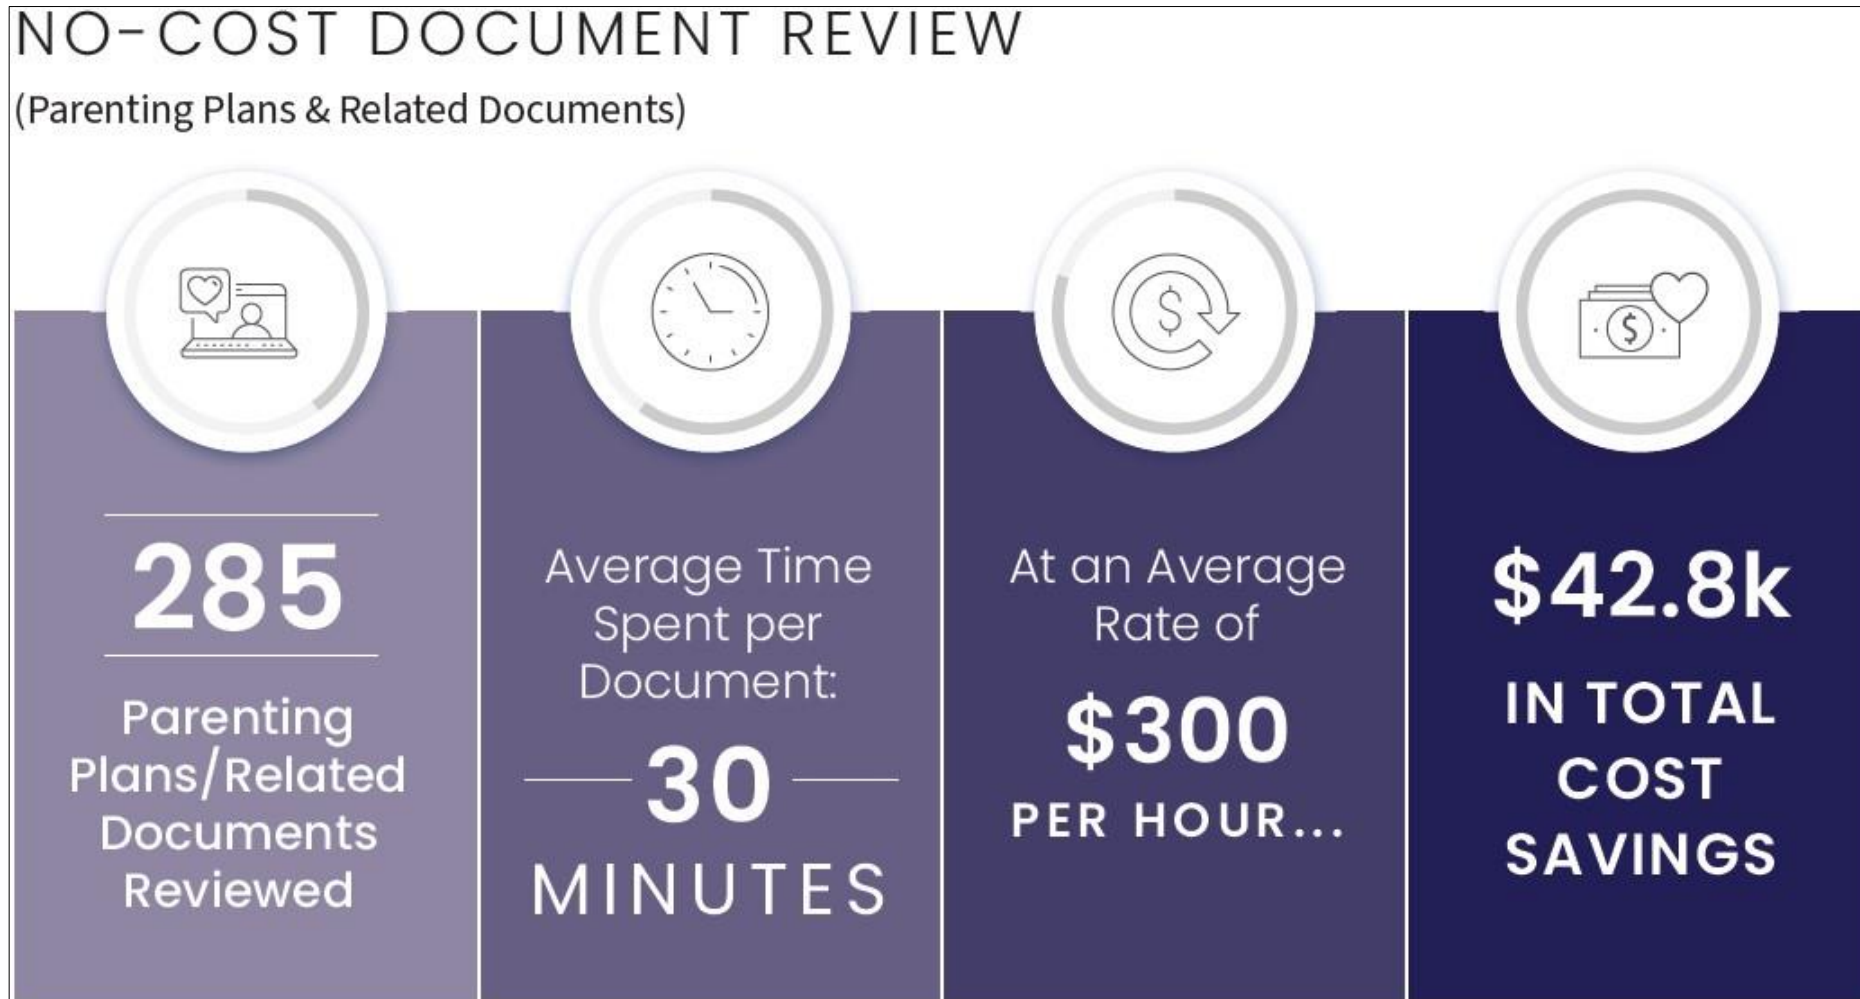 NO-COST DOCUMENT REVIEW
(Parenting Plans & Related Documents)
285
Parenting
Plans/Related
Documents
Reviewed
Average Time
Spent per
Document:
30
MINUTES
At an Average
Rate of
$300
PER HOUR...
$42.8k
IN TOTAL
COST
SAVINGS